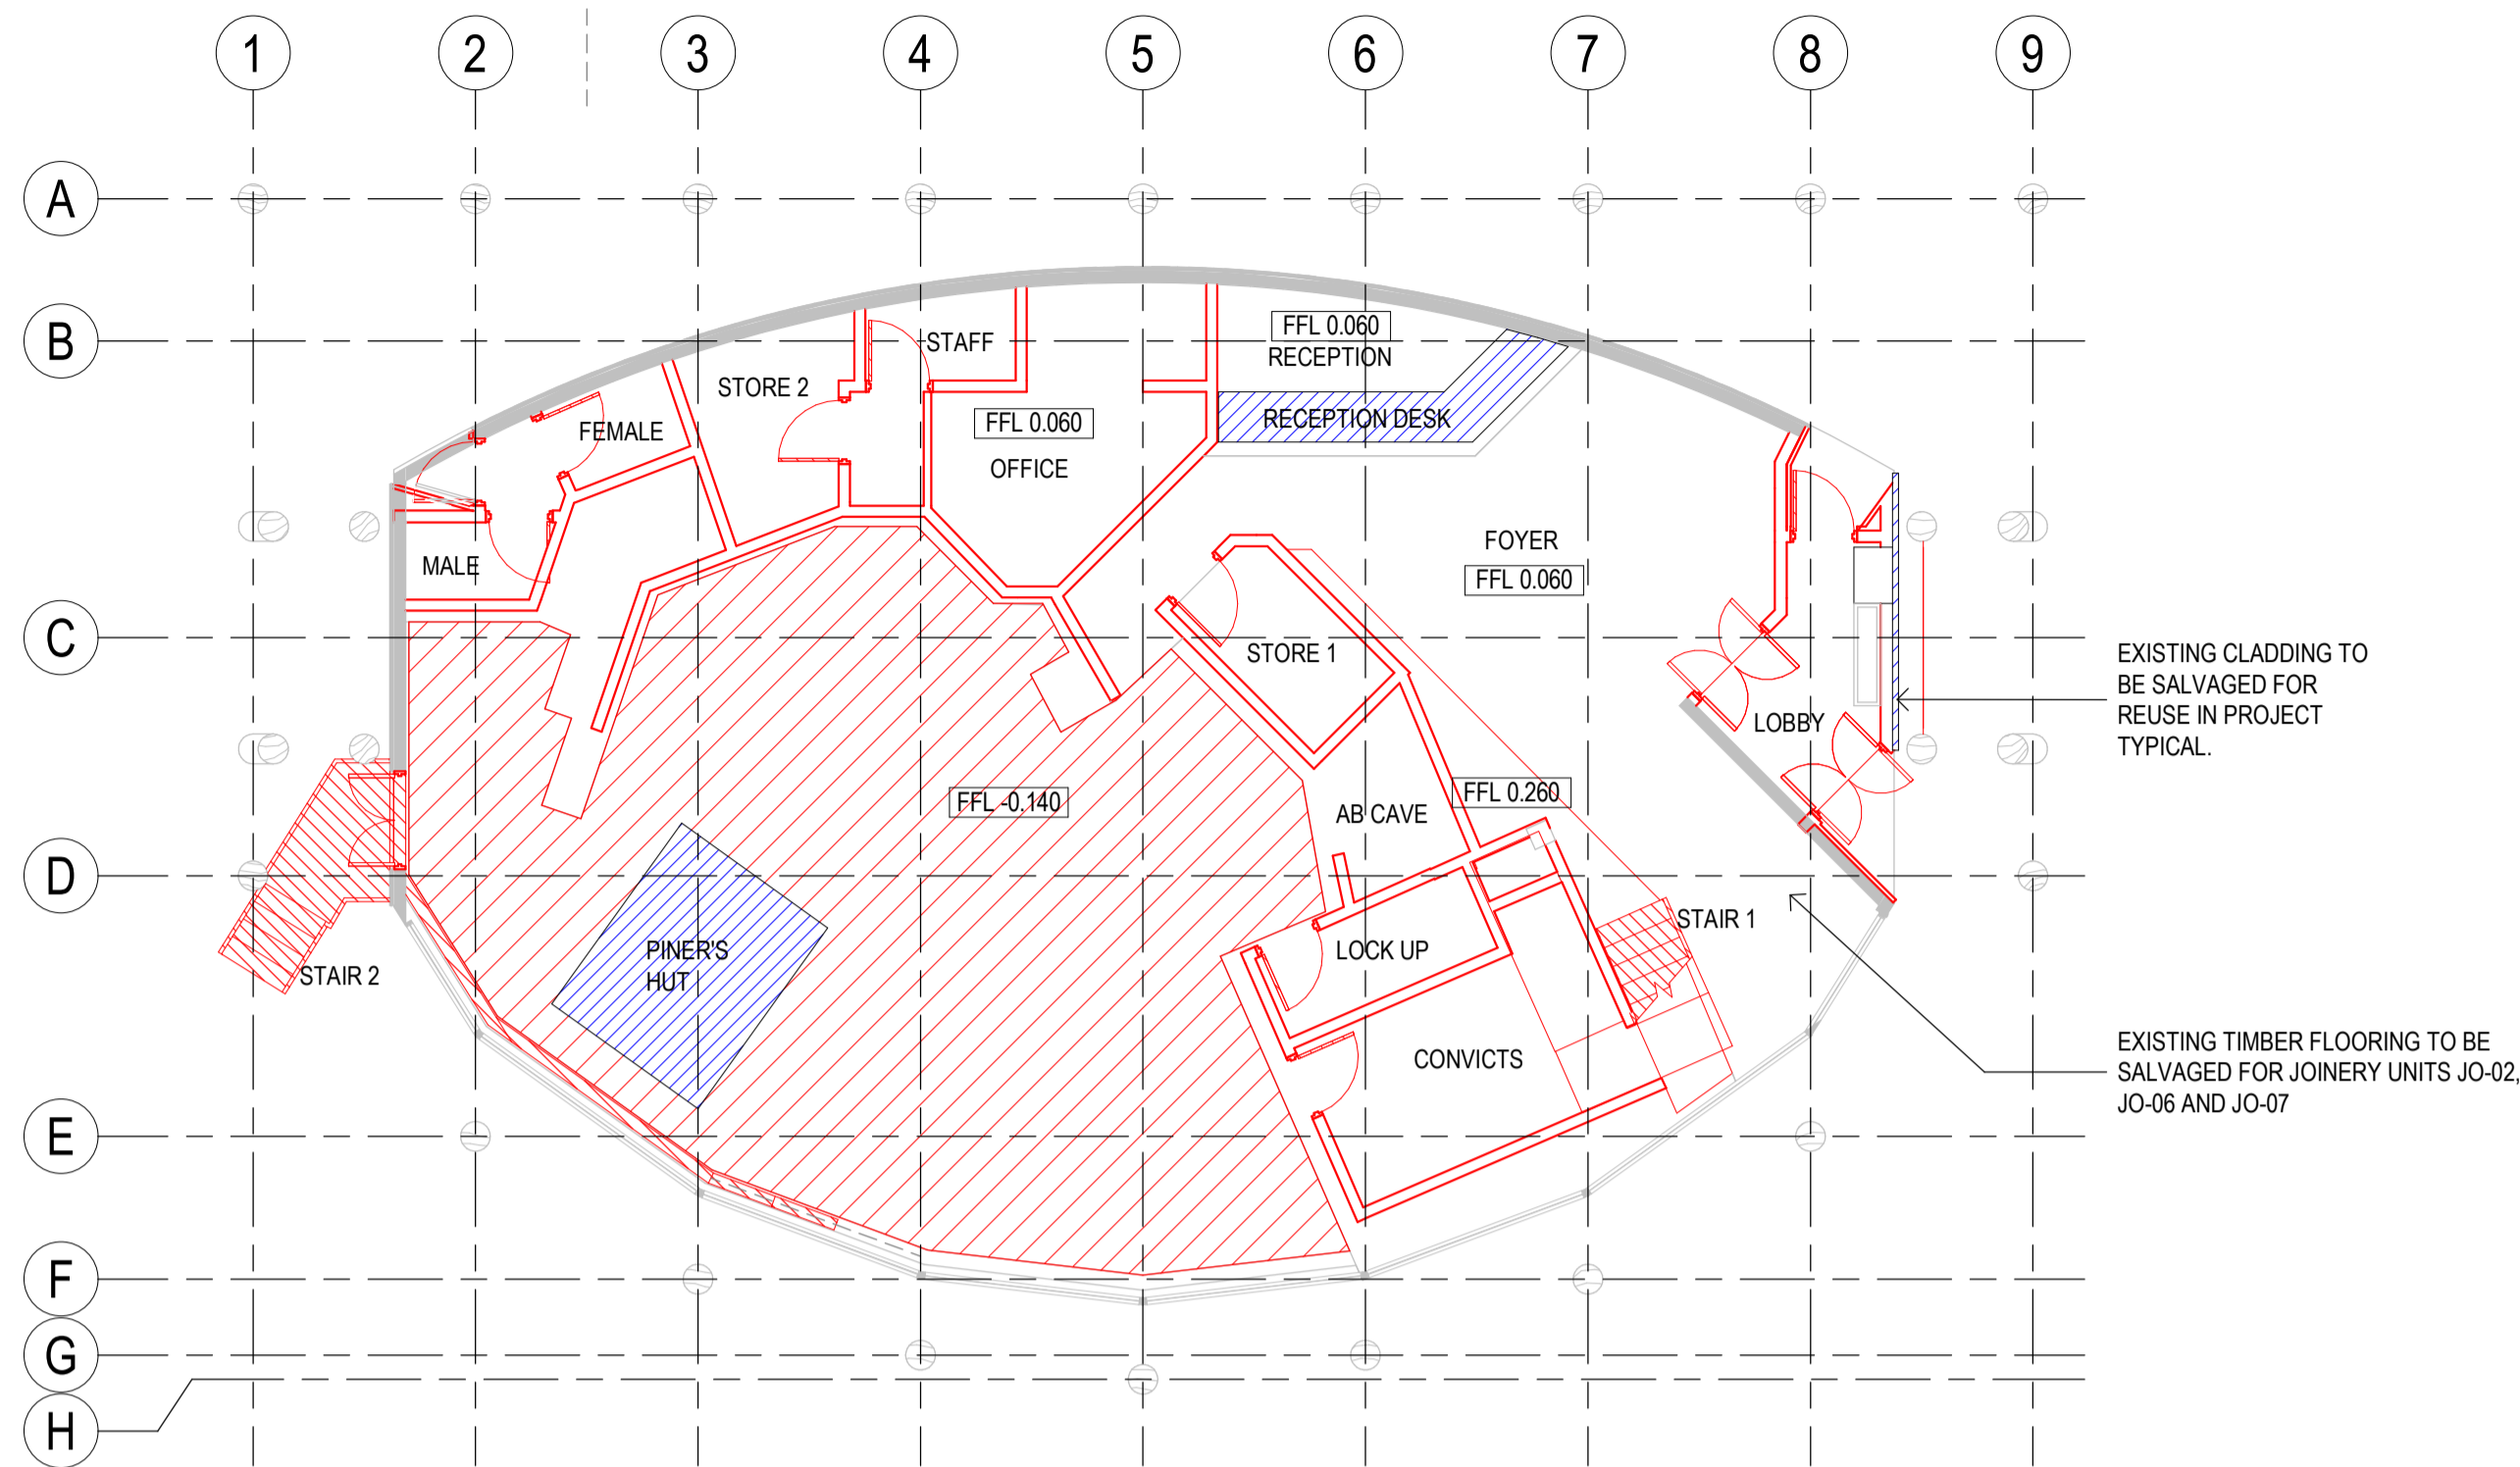 1 2 3 4 5 6 7 8 9
A
B
C
D
E
F
G
H
FFL 0.060
RECEPTION
STAFF
STORE 2
RECEPTION DESK
FFL 0.060
FEMALE
OFFICE
FOYER
MALE
FFL 0.060
STORE 1
EXISTING CLADDING TO
BE SALVAGED FOR
REUSE IN PROJECT
TYPICAL.
LOBBY
FFL -0.140
FFL 0.260
AB CAVE
STAIR 1
PINER'S
HUT
LOCK UP
STAIR 2
CONVICTS
EXISTING TIMBER FLOORING TO BE
SALVAGED FOR JOINERY UNITS JO-02,
JO-06 AND JO-07